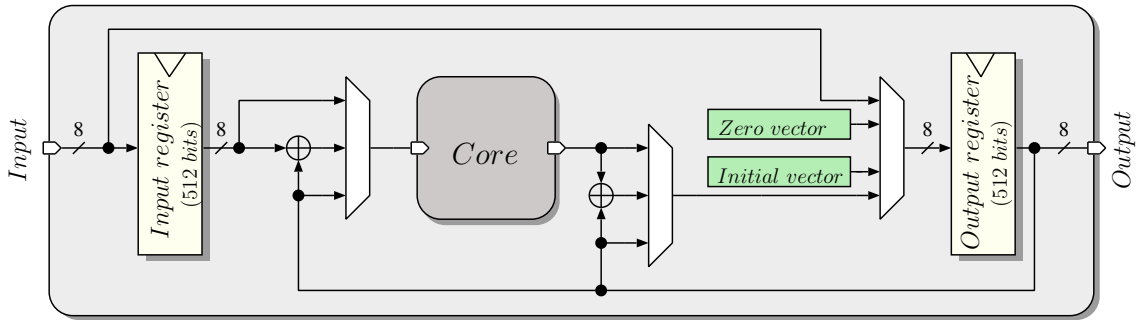 Input
8
Input register
(512 bits)
8
Core
Zero vector
Initial vector
8
Output register
(512 bits)
8
Output